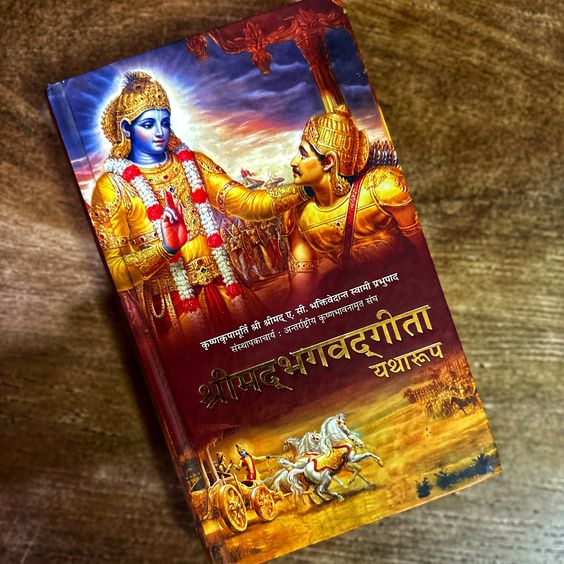 कृष्णकृपामूर्ति श्री श्रीमद् ए. सी. भक्तिवेदान्त स्वामी प्रभुपाद
संस्थापकाचार्य : अन्तर्राष्ट्रीय कृष्णभावनामृत संघ
श्रीमद्भगवद्गीता
यथारूप